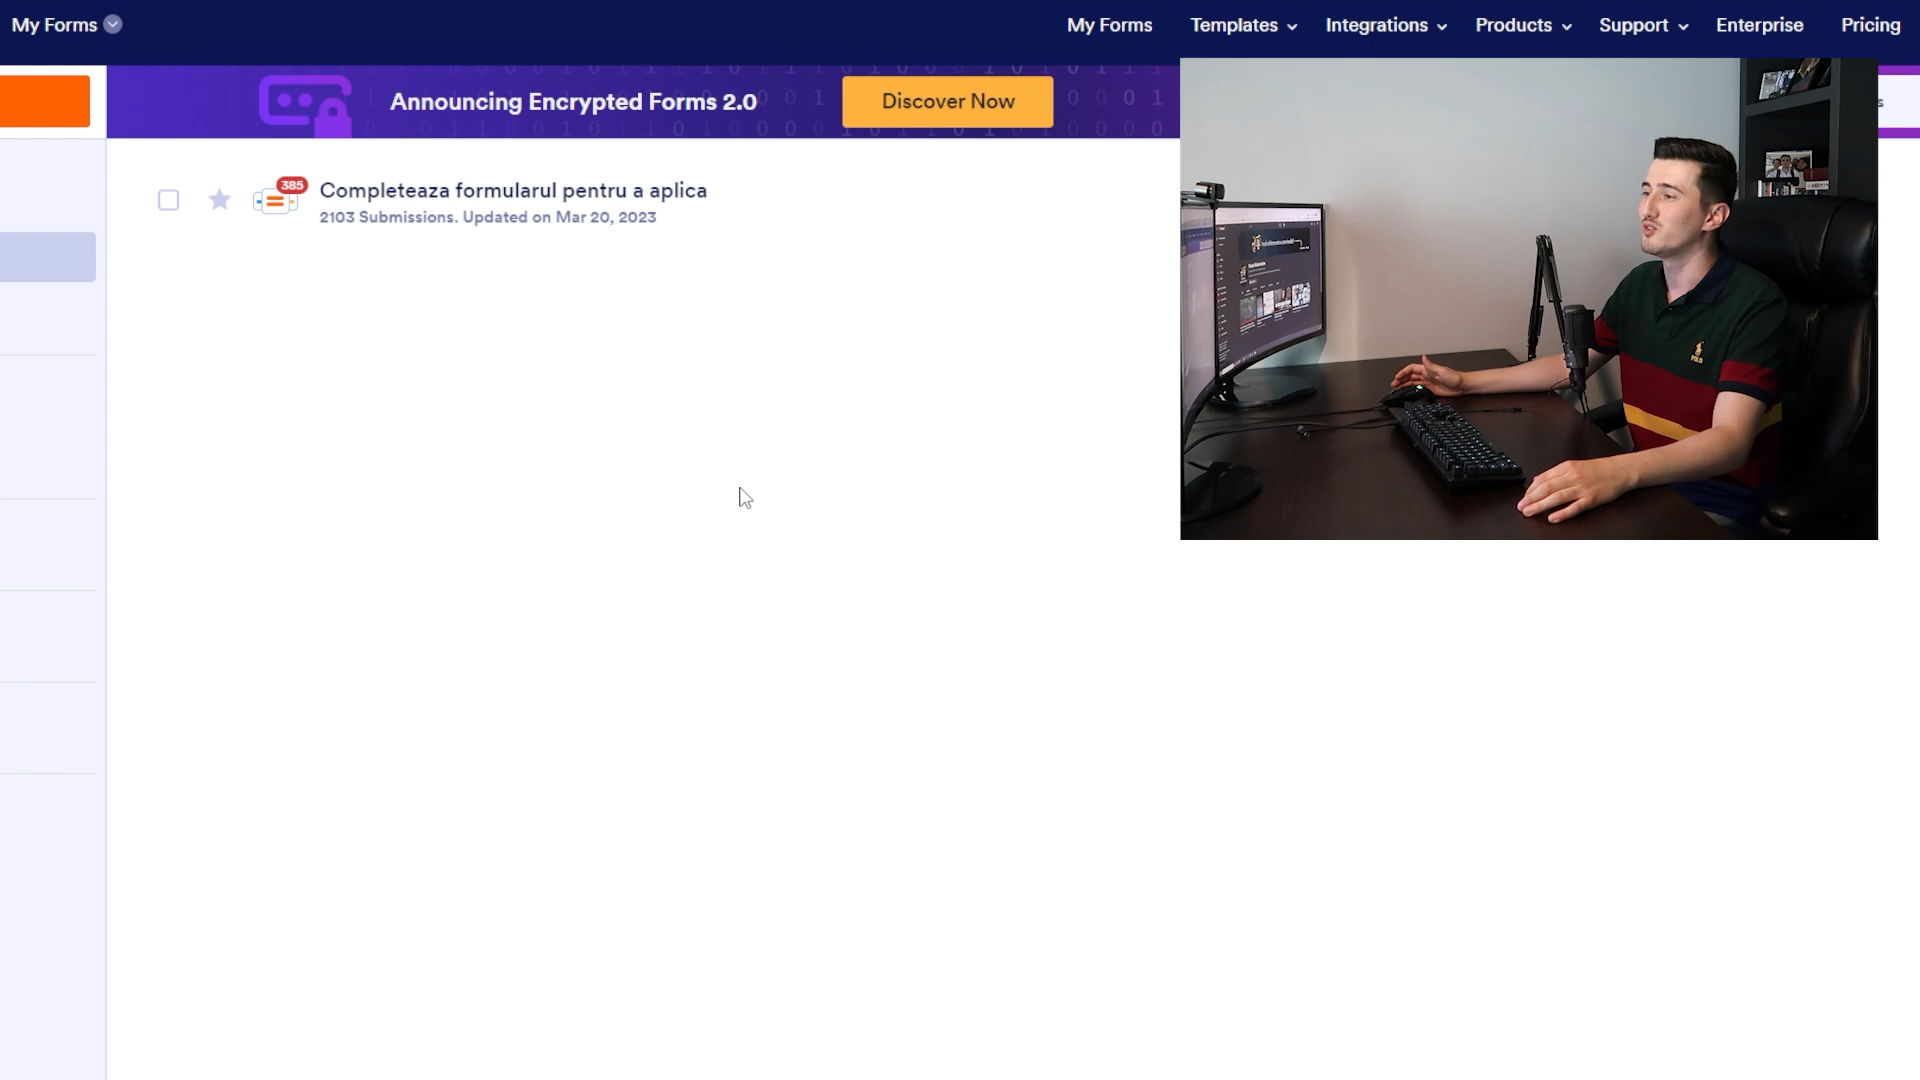 My Forms
My Forms Templates Integrations Products Support Enterprise Pricing
Announcing Encrypted Forms 2.0
Discover Now
385
Completeaza formularul pentru a aplica
2103 Submissions. Updated on Mar 20, 2023
POLO